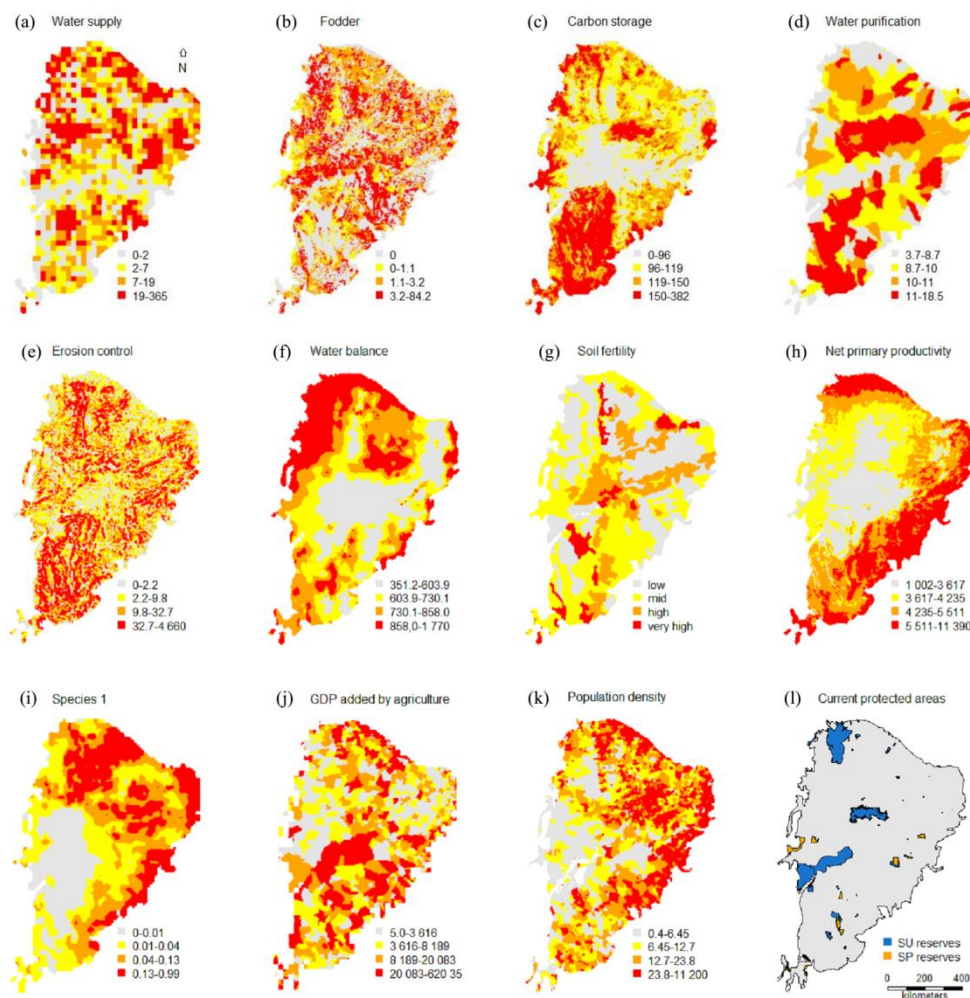 (a) Water supply
N
0-2
2-7
7-19
19-365
(b) Fodder
0
0-1.1
1.1-3.2
3.2-84.2
(c) Carbon storage
0-96
96-119
119-150
150-382
(d) Water purification
3.7-8.7
8.7-10
10-11
11-18.5
(e) Erosion control
0-2.2
2.2-9.8
9.8-32.7
32.7-4 660
(f) Water balance
351.2-603.9
603.9-730.1
730.1-858.0
858,0-1 770
(g) Soil fertility
low
mid
high
very high
(h) Net primary productivity
1 002-3 617
3 617-4 235
4 235-5 511
5 511-11 390
(i) Species 1
0-0.01
0.01-0.04
0.04-0.13
0.13-0.99
(j) GDP added by agriculture
5.0-3 616
3 616-8 189
8 189-20 083
20 083-620 35
(k) Population density
0.4-6.45
6.45-12.7
12.7-23.8
23.8-11 200
(l) Current protected areas
SU reserves
SP reserves
0 200 400
kilometers